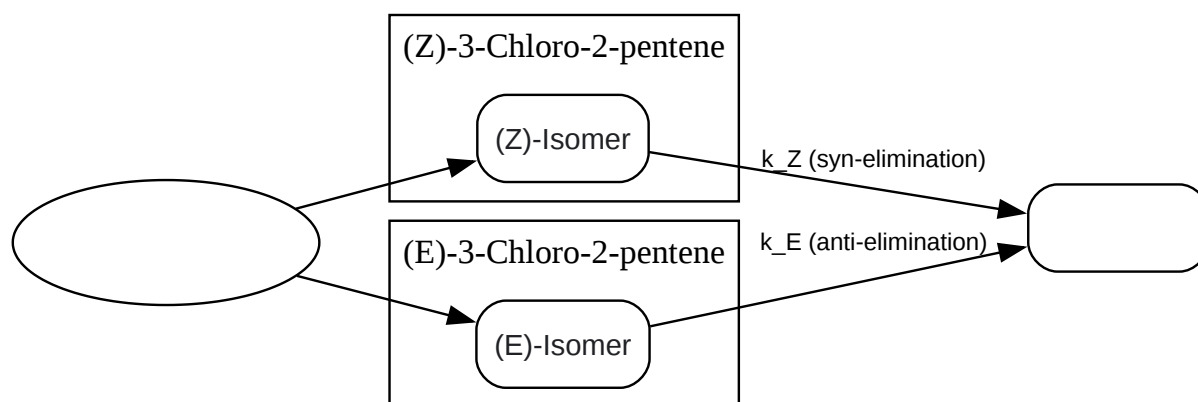 (Z)-3-Chloro-2-pentene
(Z)-Isomer
k_Z (syn-elimination)
(E)-3-Chloro-2-pentene
k_E (anti-elimination)
(E)-Isomer